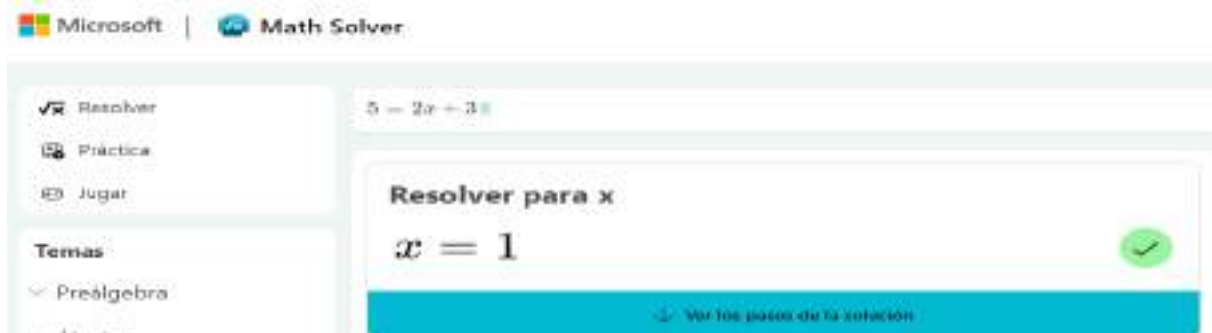 Microsoft | Math Solver
Resolver
5 = 2x + 3
Práctica
Jugar
Resolver para x
x = 1
Temas
Preálgebra
Ver los pasos de la solución